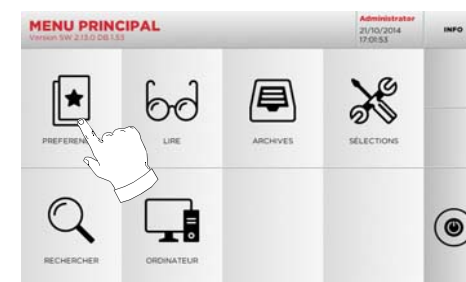 MENU PRINCIPAL
Version SW 2.13.0 DB 1.53
Administrator
21/10/2014
17:01:53
INFO
LIRE
ARCHIVES
SÉLECTIONS
RECHERCHER
ORDINATEUR